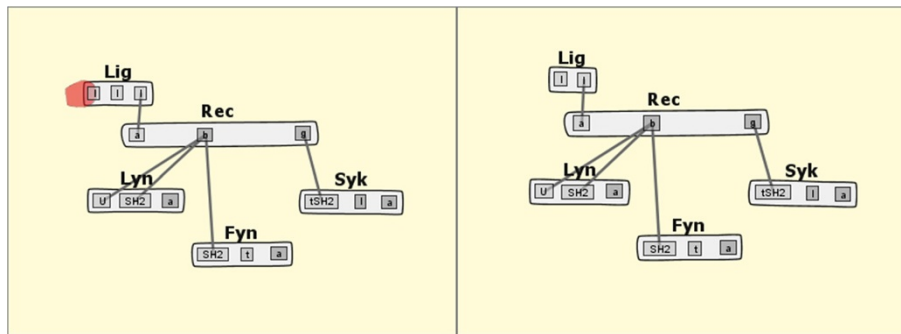 Lig
l l l
Rec
a b g
Lyn
U SH2 a
Syk
tSH2 l a
Fyn
SH2 t a
Lig
l l
Rec
a b g
Lyn
U SH2 a
Syk
tSH2 l a
Fyn
SH2 t a